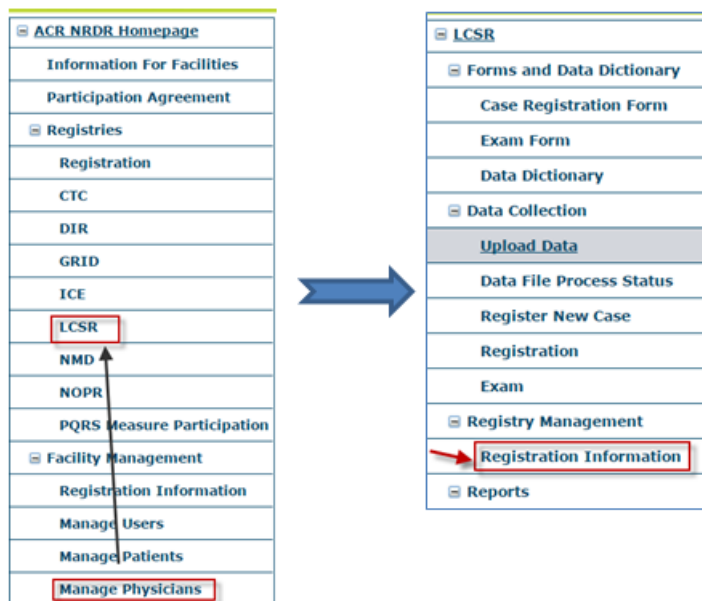 ACR NRDR Homepage
Information For Facilities
Participation Agreement
Registries
Registration
CTC
DIR
GRID
ICE
LCSR
NMD
NOPR
PQRS Measure Participation
Facility Management
Registration Information
Manage Users
Manage Patients
Manage Physicians
LCSR
Forms and Data Dictionary
Case Registration Form
Exam Form
Data Dictionary
Data Collection
Upload Data
Data File Process Status
Register New Case
Registration
Exam
Registry Management
Registration Information
Reports